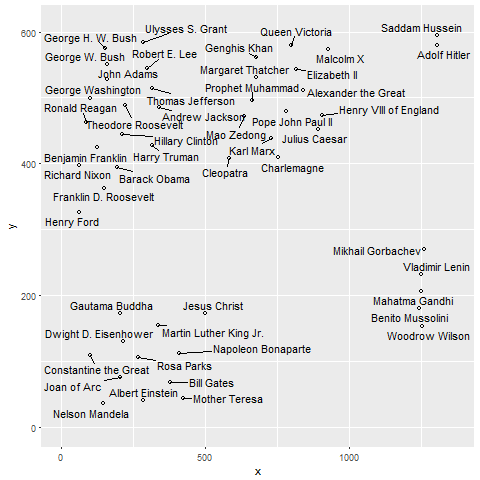 600
Ulysses S. Grant
Saddam Hussein
George H. W. Bush
Queen Victoria
Genghis Khan
George W. Bush
Robert E. Lee
Malcolm X
Adolf Hitler
John Adams
Margaret Thatcher
Elizabeth II
George Washington
Prophet Muhammad
Alexander the Great
Ronald Reagan
Thomas Jefferson
Henry VIII of England
Theodore Roosevelt
Andrew Jackson
Pope John Paul II
Mao Zedong
Hillary Clinton
Julius Caesar
Benjamin Franklin
Harry Truman
Karl Marx
400
Richard Nixon
Barack Obama
Cleopatra
Charlemagne
Franklin D. Roosevelt
Henry Ford
y
Mikhail Gorbachev
Vladimir Lenin
200
Gautama Buddha
Jesus Christ
Mahatma Gandhi
Benito Mussolini
Dwight D. Eisenhower
Martin Luther King Jr.
Woodrow Wilson
Napoleon Bonaparte
Constantine the Great
Rosa Parks
Joan of Arc
Albert Einstein
Bill Gates
Nelson Mandela
Mother Teresa
0
0
500
1000
x